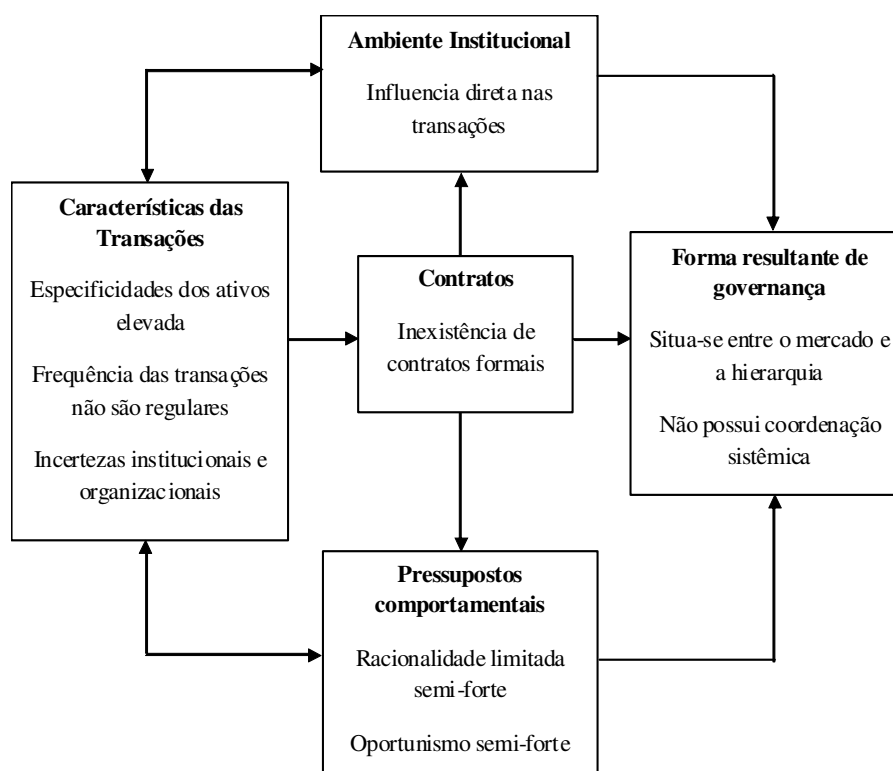 Ambiente Institucional
Influencia direta nas
transações
Características das
Transações
Especificidades dos ativos
elevada
Frequência das transações
não são regulares
Incertezas institucionais e
organizacionais
Contratos
Inexistência de
contratos formais
Forma resultante de
governança
Situa-se entre o mercado e
a hierarquia
Não possui coordenação
sistêmica
Pressupostos
comportamentais
Racionalidade limitada
semi-forte
Oportunismo semi-forte